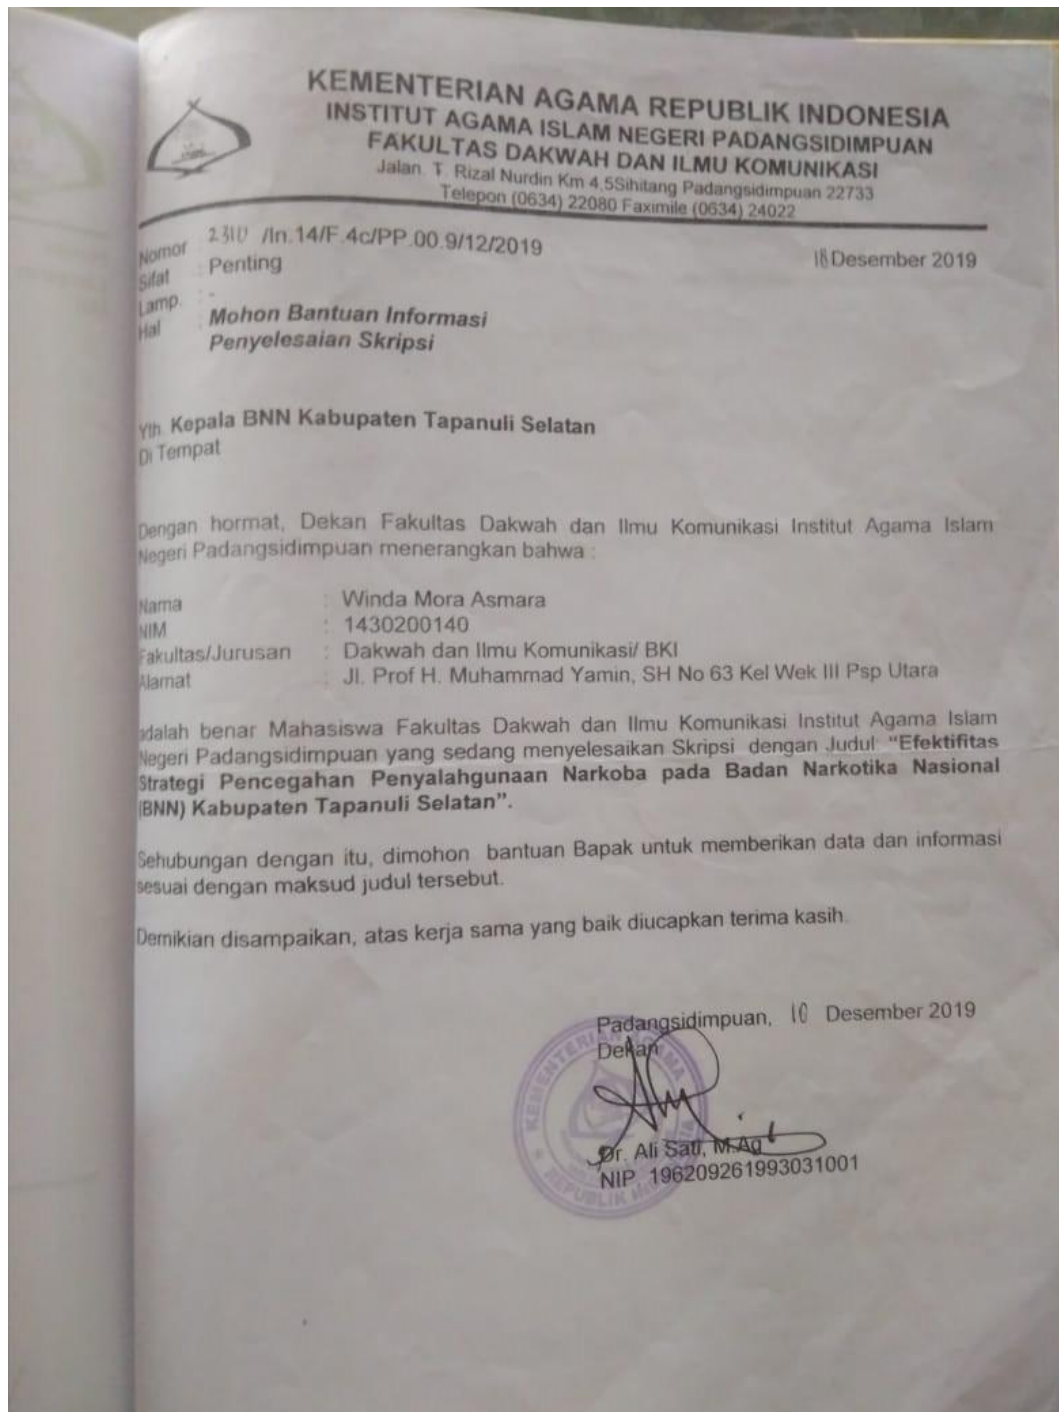 KEMENTERIAN AGAMA REPUBLIK INDONESIA
INSTITUT AGAMA ISLAM NEGERI PADANGSIDIMPUAN
FAKULTAS DAKWAH DAN ILMU KOMUNIKASI
Jalan. T. Rizal Nurdin Km 4,5Sihitang Padangsidimpuan 22733
Telepon (0634) 22080 Faximile (0634) 24022
Nomor : /In.14/F.4c/PP.00.9/12/2019
18 Desember 2019
Sifat : Penting
Lamp. : -
Hal : Mohon Bantuan Informasi
Penyelesaian Skripsi
Yth. Kepala BNN Kabupaten Tapanuli Selatan
Di Tempat
Dengan hormat, Dekan Fakultas Dakwah dan Ilmu Komunikasi Institut Agama Islam
Negeri Padangsidimpuan menerangkan bahwa :
Nama : Winda Mora Asmara
NIM : 1430200140
Fakultas/Jurusan : Dakwah dan Ilmu Komunikasi/ BKI
Alamat : Jl. Prof H. Muhammad Yamin, SH No 63 Kel Wek III Psp Utara
adalah benar Mahasiswa Fakultas Dakwah dan Ilmu Komunikasi Institut Agama Islam
Negeri Padangsidimpuan yang sedang menyelesaikan Skripsi dengan Judul: “Efektifitas
Strategi Pencegahan Penyalahgunaan Narkoba pada Badan Narkotika Nasional
(BNN) Kabupaten Tapanuli Selatan”.
Sehubungan dengan itu, dimohon bantuan Bapak untuk memberikan data dan informasi
sesuai dengan maksud judul tersebut.
Demikian disampaikan, atas kerja sama yang baik diucapkan terima kasih.
Padangsidimpuan, Desember 2019
Dekan
Dr. Ali Sati, M.Ag
NIP 196209261993031001
KEMENTERIAN AGAMA
REPUBLIK INDONESIA